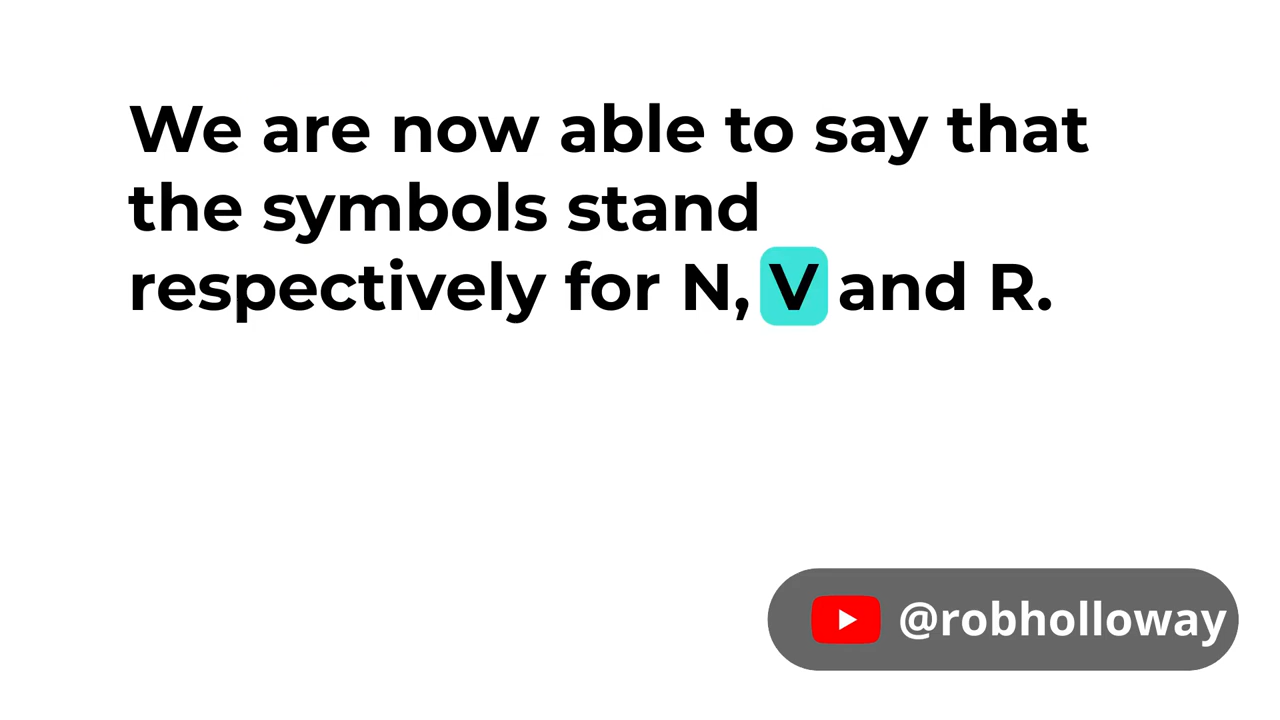 We are now able to say that
the symbols stand
respectively for N, V and R.
@robholloway